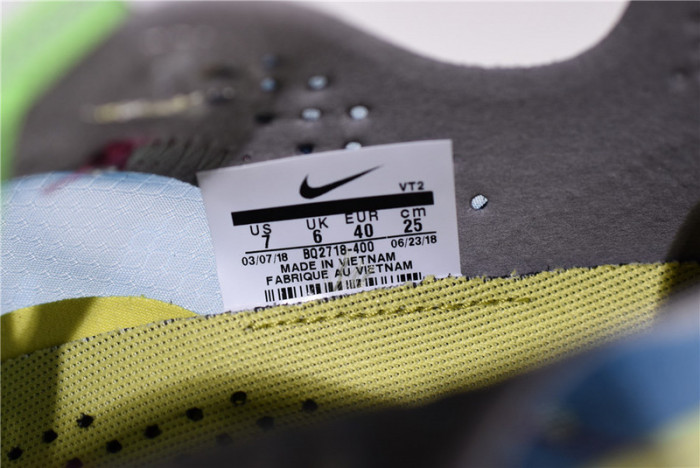 VT2
US UK EUR cm
7 6 40 25
03/07/18 BQ2718-400 06/23/18
MADE IN VIETNAM
FABRIQUE AU VIETNAM